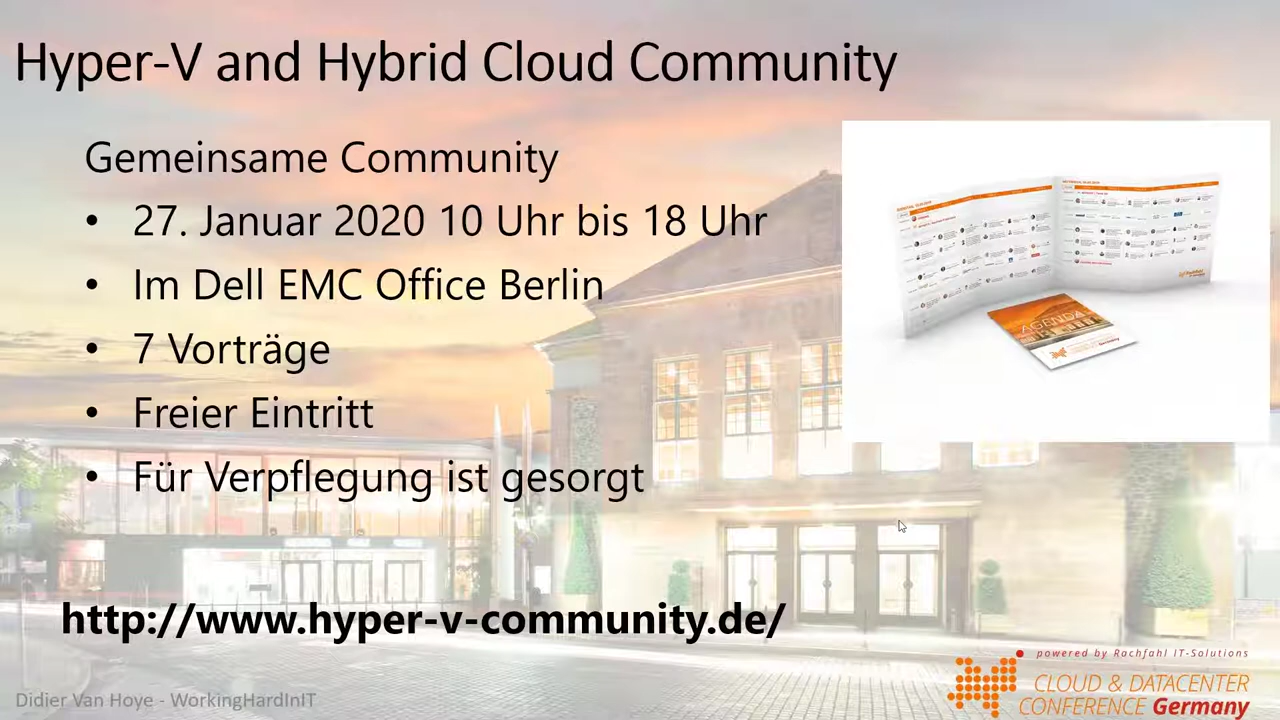 Hyper-V and Hybrid Cloud Community
Gemeinsame Community
• 27. Januar 2020 10 Uhr bis 18 Uhr
• Im Dell EMC Office Berlin
• 7 Vorträge
• Freier Eintritt
• Für Verpflegung ist gesorgt
AGENDA
http://www.hyper-v-community.de/
powered by Rachfahl IT-Solutions
CLOUD & DATACENTER
CONFERENCE Germany
Didier Van Hoye - WorkingHardInIT